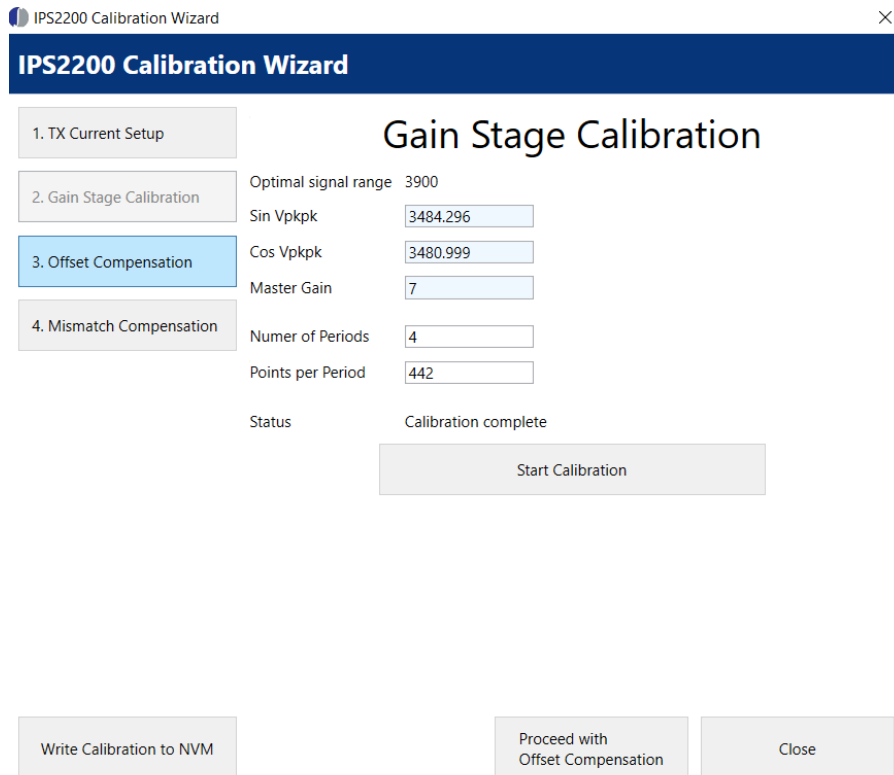 IPS2200 Calibration Wizard
IPS2200 Calibration Wizard
1. TX Current Setup
2. Gain Stage Calibration
3. Offset Compensation
4. Mismatch Compensation
Gain Stage Calibration
Optimal signal range 3900
Sin Vpkpk 3484.296
Cos Vpkpk 3480.999
Master Gain 7
Numer of Periods 4
Points per Period 442
Status Calibration complete
Start Calibration
Write Calibration to NVM
Proceed with
Offset Compensation
Close